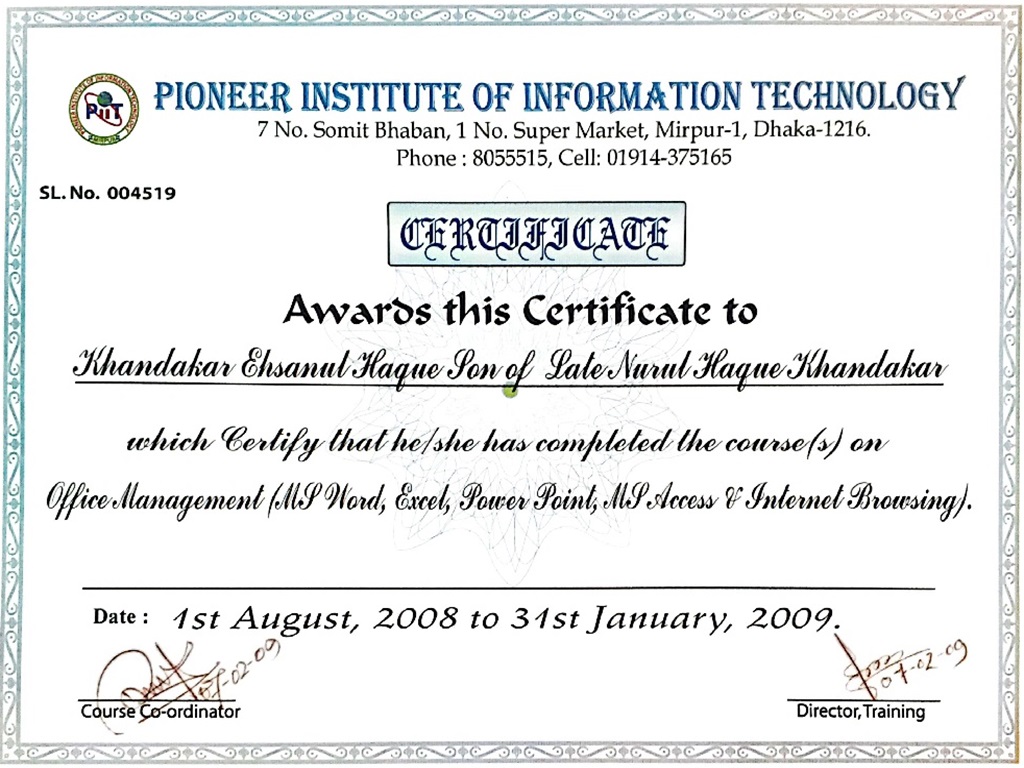 PIONEER INSTITUTE OF INFORMATION TECHNOLOGY
PIIT
7 No. Somit Bhaban, 1 No. Super Market, Mirpur-1, Dhaka-1216.
Phone : 8055515, Cell: 01914-375165
SL. No. 004519
CERTIFICATE
Awards this Certificate to
Khandakar Ehsanul Haque Son of Late Nurul Haque Khandakar
which Certify that he/she has completed the course(s) on
Office Management (MS Word, Excel, Power Point, MS Access & Internet Browsing).
Date : 1st August, 2008 to 31st January, 2009.
07-02-09
07-02-09
Course Co-ordinator
Director, Training